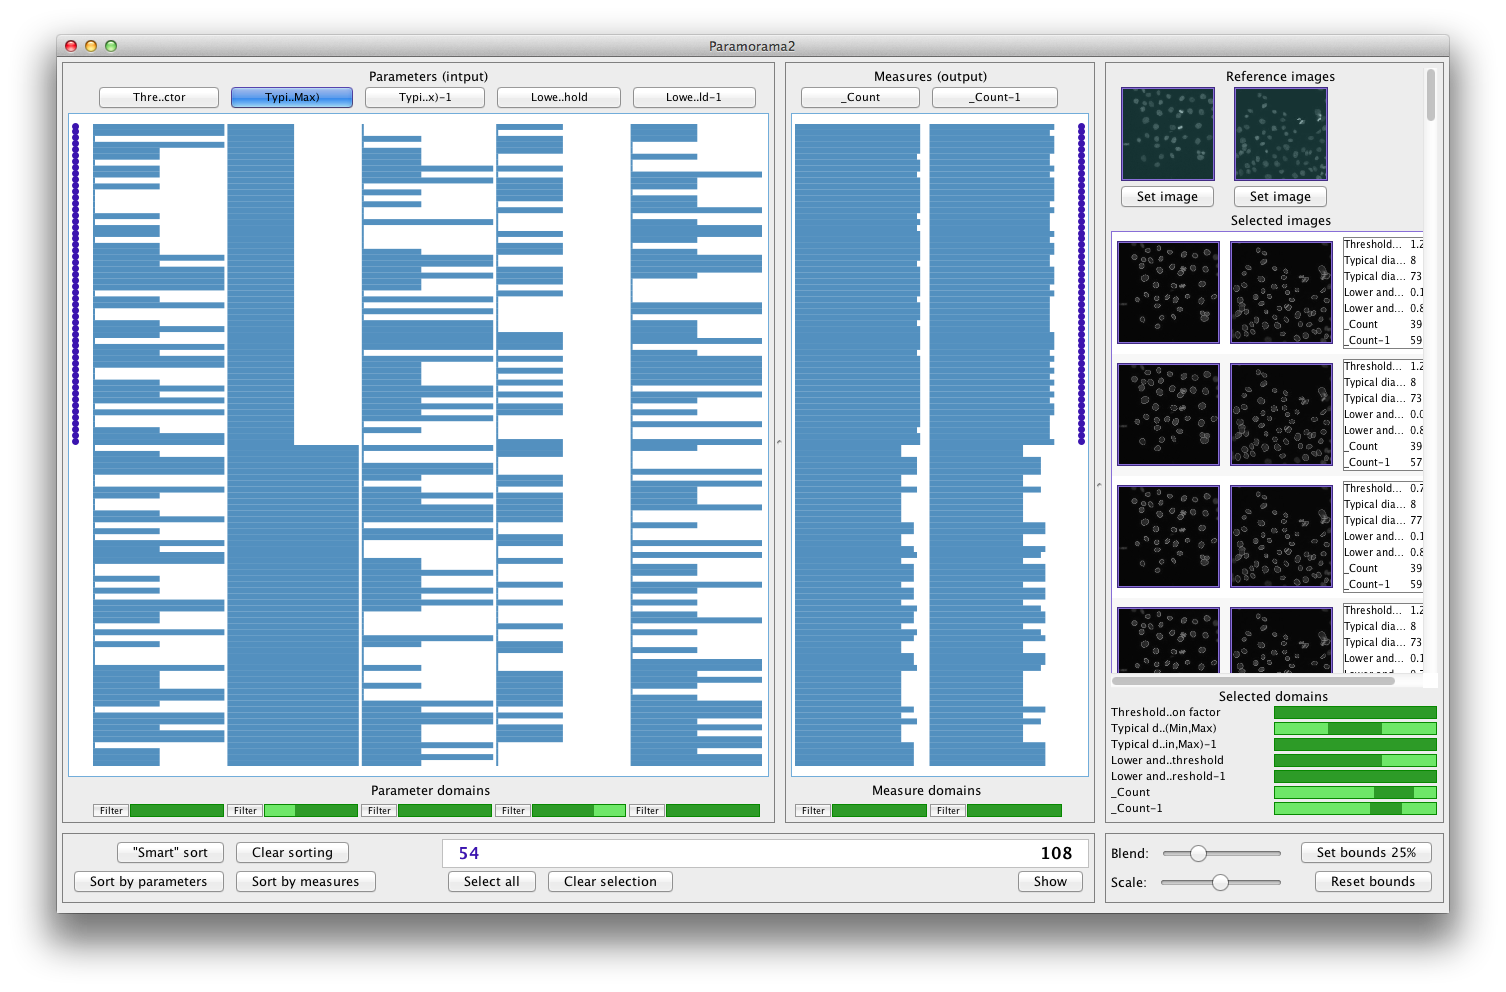 Paramorama2
Parameters (intput)
Thre..ctor Typi..Max) Typi..x)-1 Lowe..hold Lowe..ld-1
Measures (output)
_Count _Count-1
Reference images
Set image Set image
Selected images
Threshold... 1.2
Typical dia... 8
Typical dia... 73
Lower and... 0.1
Lower and... 0.8
_Count 39
_Count-1 59
Threshold... 1.2
Typical dia... 8
Typical dia... 73
Lower and... 0.0
Lower and... 0.8
_Count 39
_Count-1 57
Threshold... 0.7
Typical dia... 8
Typical dia... 77
Lower and... 0.1
Lower and... 0.8
_Count 39
_Count-1 59
Threshold... 1.2
Typical dia... 8
Typical dia... 73
Lower and... 0.1
Selected domains
Threshold..on factor
Typical d..(Min,Max)
Typical d..in,Max)-1
Lower and..threshold
Lower and..reshold-1
_Count
_Count-1
Parameter domains
Filter Filter Filter Filter Filter
Measure domains
Filter Filter
"Smart" sort Clear sorting
Sort by parameters Sort by measures
54 108
Select all Clear selection Show
Blend: Set bounds 25%
Scale: Reset bounds